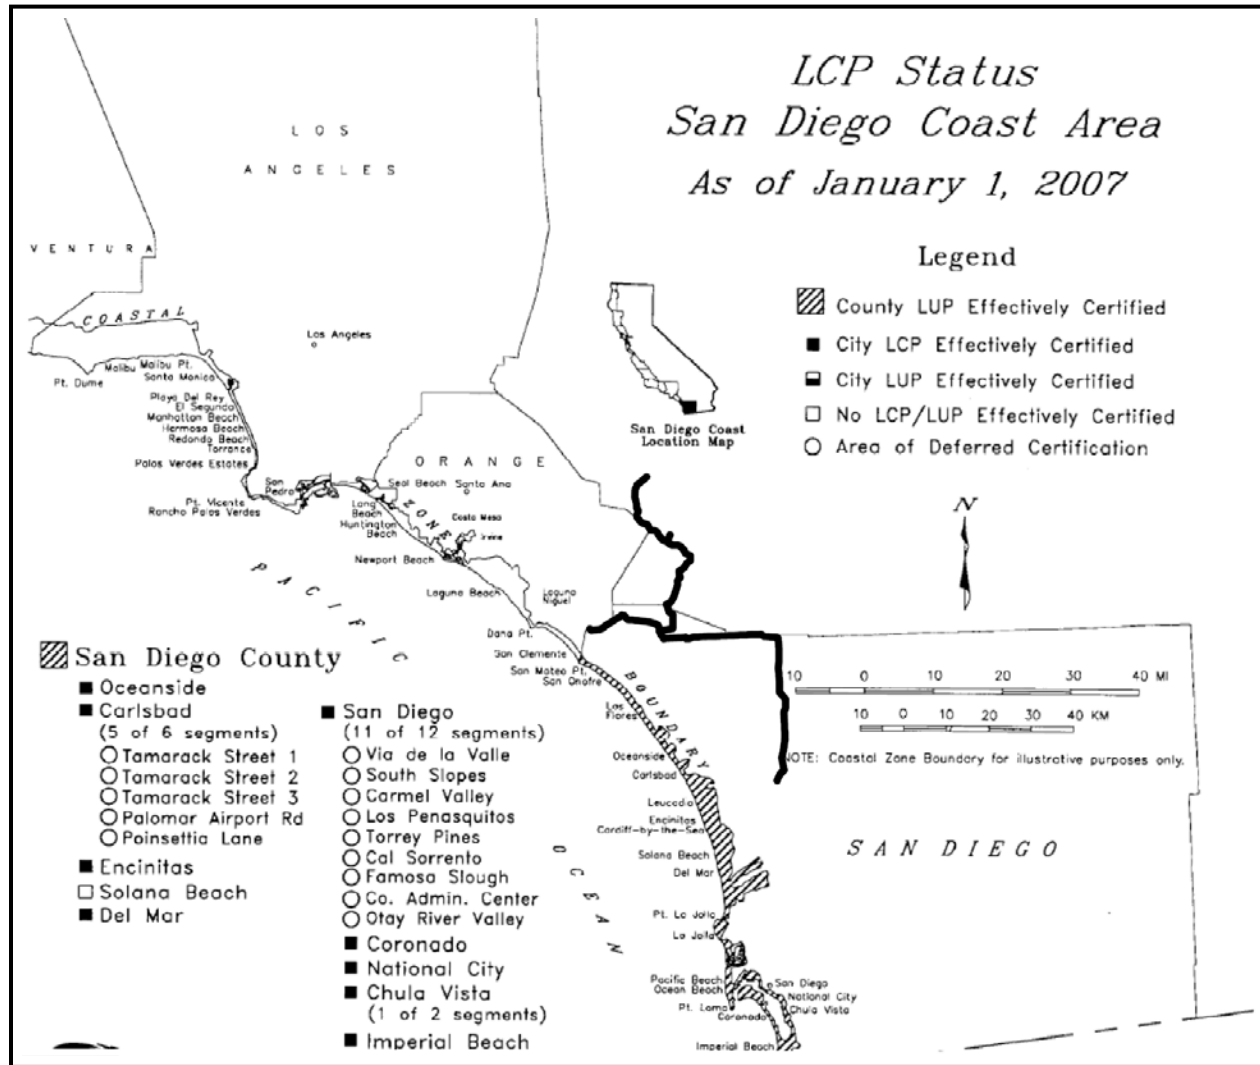 LCP Status
San Diego Coast Area
As of January 1, 2007
Legend
County LUP Effectively Certified
City LCP Effectively Certified
City LUP Effectively Certified
No LCP/LUP Effectively Certified
Area of Deferred Certification
San Diego Coast
Location Map
N
LOS
ANGELES
VENTURA
COASTAL
Los Angeles
Pt. Dume
Malibu
Malibu Pt.
Santa Monica
Playa Del Rey
El Segundo
Manhattan Beach
Hermosa Beach
Redondo Beach
Torrance
Palos Verdes Estates
Pt. Vicente
Rancho Palos Verdes
San
Pedro
ORANGE
Seal Beach
Santa Ana
Long
Beach
Huntington
Beach
ZONE
Costa Mesa
Irvine
Newport Beach
Laguna Beach
Laguna
Niguel
Dana Pt.
San Clemente
San Mateo Pt.
San Onofre
BOUNDARY
Las
Flores
Oceanside
Carlsbad
Leucadia
Encinitas
Cardiff-by-the-Sea
Solana Beach
Del Mar
Pt. La Jolla
La Jolla
Pacific Beach
Ocean Beach
Pt. Loma
Coronado
San Diego
National City
Chula Vista
Imperial Beach
PACIFIC
OCEAN
SAN DIEGO
10 0 10 20 30 40 MI
10 0 10 20 30 40 KM
NOTE: Coastal Zone Boundary for illustrative purposes only.
San Diego County
Oceanside
Carlsbad
(5 of 6 segments)
Tamarack Street 1
Tamarack Street 2
Tamarack Street 3
Palomar Airport Rd
Poinsettia Lane
Encinitas
Solana Beach
Del Mar
San Diego
(11 of 12 segments)
Via de la Valle
South Slopes
Carmel Valley
Los Penasquitos
Torrey Pines
Cal Sorrento
Famosa Slough
Co. Admin. Center
Otay River Valley
Coronado
National City
Chula Vista
(1 of 2 segments)
Imperial Beach